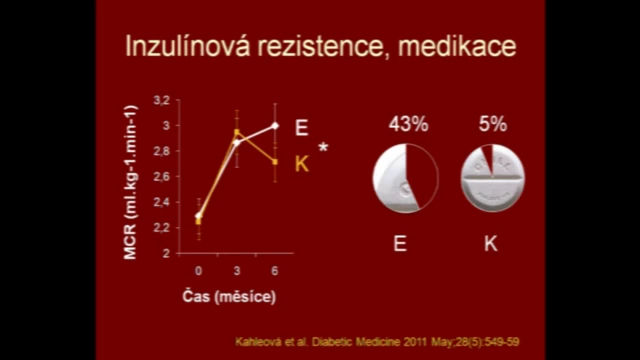 Inzulínová rezistence, medikace
MCR (ml.kg-1.min-1)
3,2
3
2,8
2,6
2,4
2,2
2
E
K
*
0 3 6
Čas (měsíce)
43% 5%
E K
Kahleová et al. Diabetic Medicine 2011 May;28(5):549-59